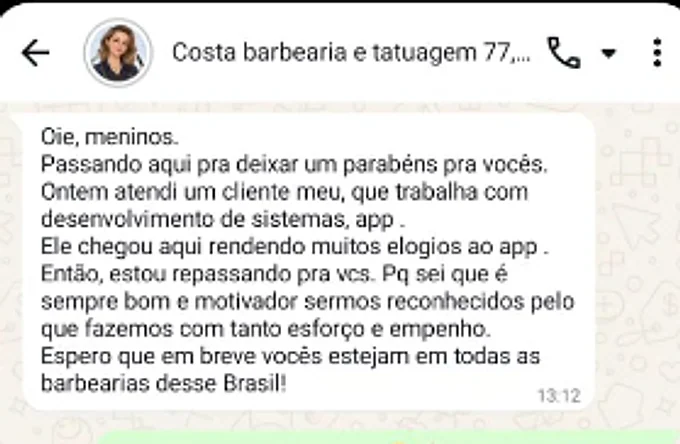 Costa barbearia e tatuagem 77,...
Oie, meninos.
Passando aqui pra deixar um parabéns pra vocês.
Ontem atendi um cliente meu, que trabalha com
desenvolvimento de sistemas, app .
Ele chegou aqui rendendo muitos elogios ao app .
Então, estou repassando pra vcs. Pq sei que é
sempre bom e motivador sermos reconhecidos pelo
que fazemos com tanto esforço e empenho.
Espero que em breve vocês estejam em todas as
barbearias desse Brasil!
13:12